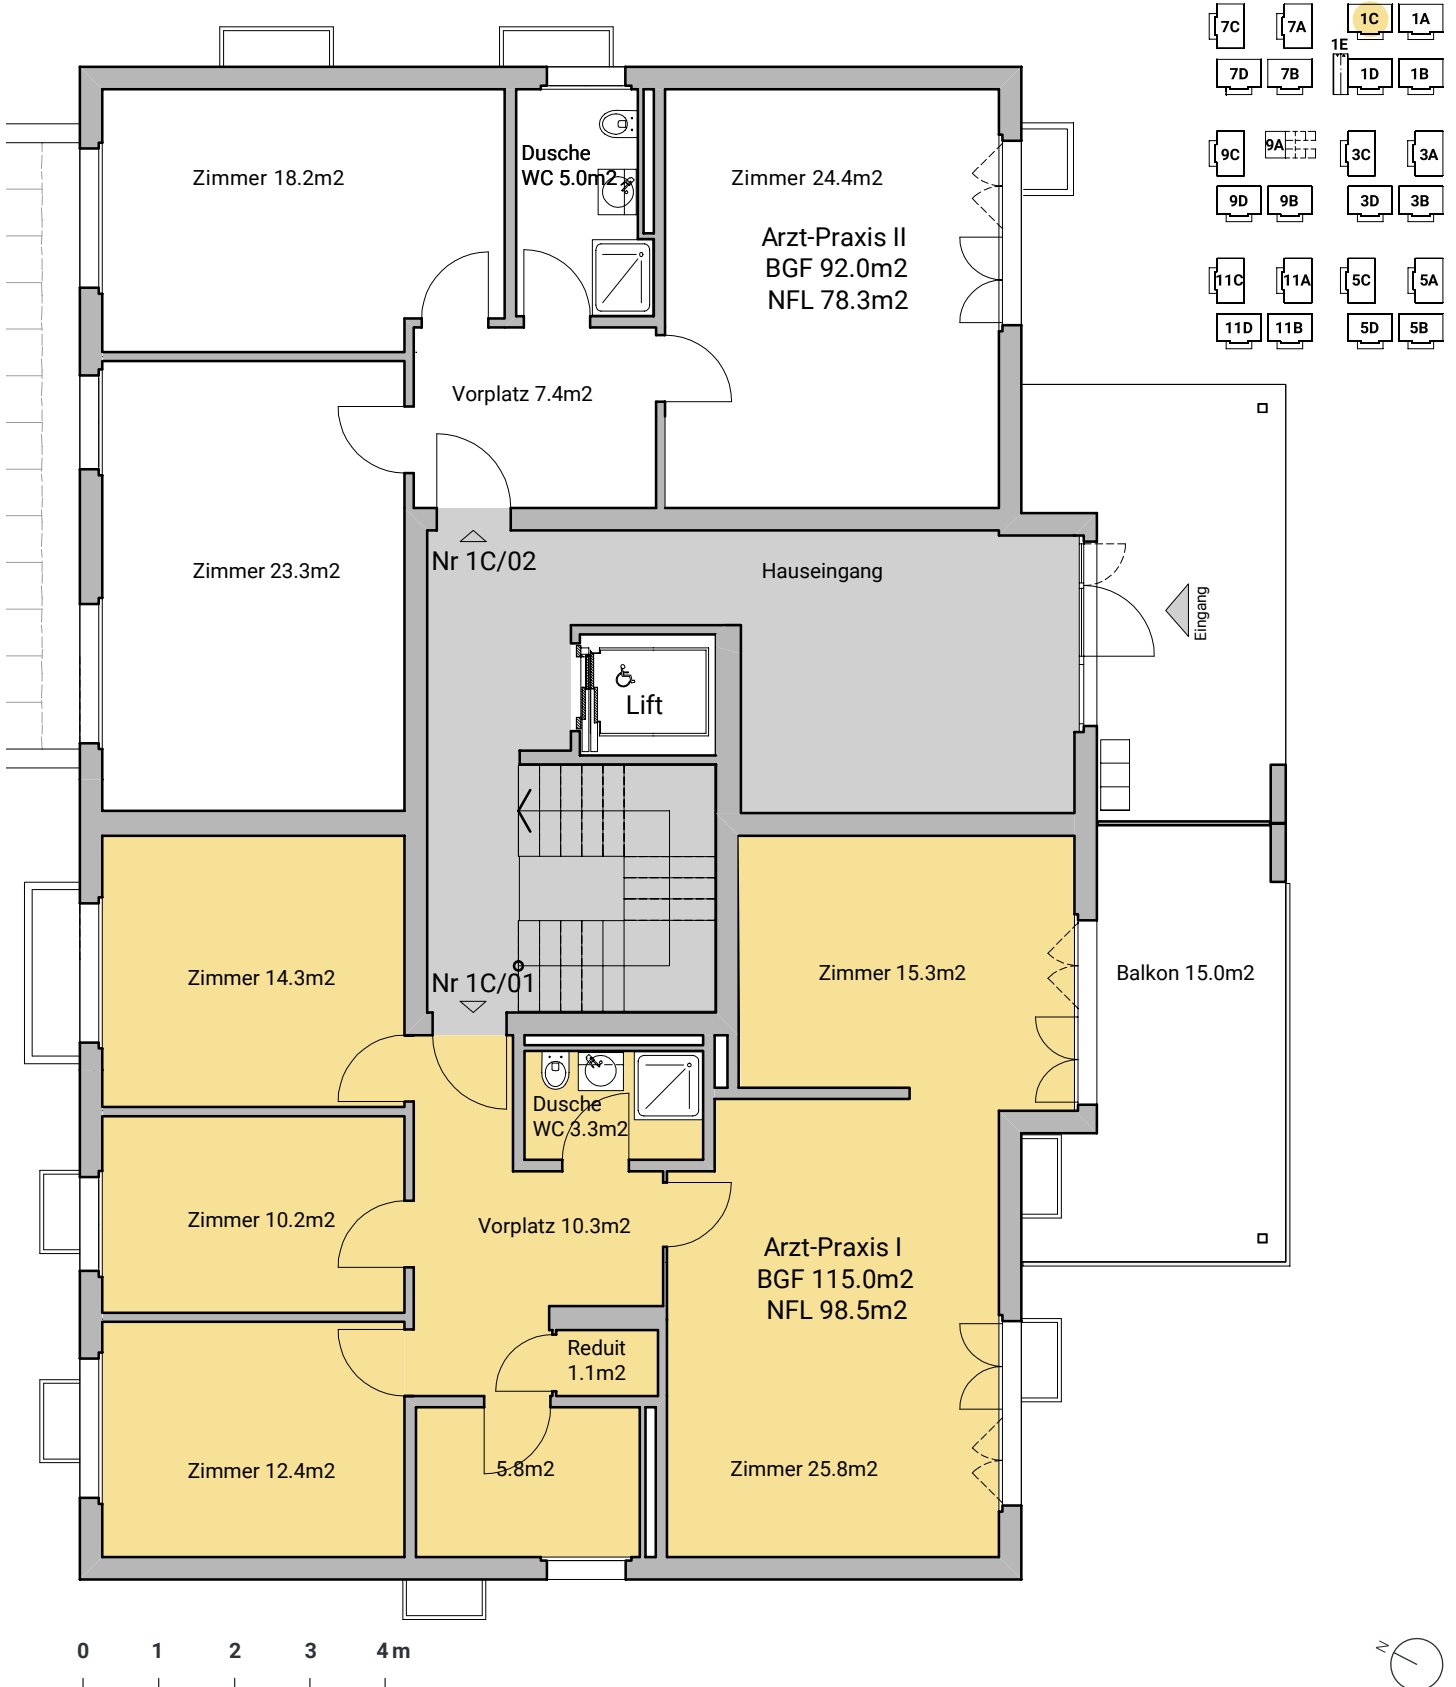 7C 7A 1C 1A
1E
7D 7B 1D 1B
9C 9A 3C 3A
9D 9B 3D 3B
11C 11A 5C 5A
11D 11B 5D 5B
Zimmer 18.2m2
Dusche
WC 5.0m2
Zimmer 24.4m2
Arzt-Praxis II
BGF 92.0m2
NFL 78.3m2
Vorplatz 7.4m2
Nr 1C/02
Zimmer 23.3m2
Hauseingang
Eingang
Lift
Zimmer 14.3m2
Nr 1C/01
Zimmer 15.3m2
Balkon 15.0m2
Dusche
WC 3.3m2
Zimmer 10.2m2
Vorplatz 10.3m2
Arzt-Praxis I
BGF 115.0m2
NFL 98.5m2
Reduit
1.1m2
Zimmer 12.4m2
5.8m2
Zimmer 25.8m2
0 1 2 3 4 m
N